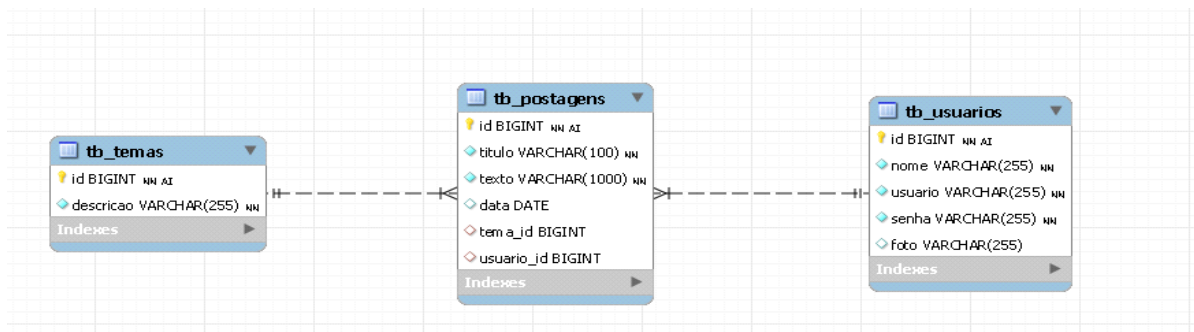 tb_temas
id BIGINT NN AI
descricao VARCHAR(255) NN
Indexes
tb_postagens
id BIGINT NN AI
titulo VARCHAR(100) NN
texto VARCHAR(1000) NN
data DATE
tema_id BIGINT
usuario_id BIGINT
Indexes
tb_usuarios
id BIGINT NN AI
nome VARCHAR(255) NN
usuario VARCHAR(255) NN
senha VARCHAR(255) NN
foto VARCHAR(255)
Indexes